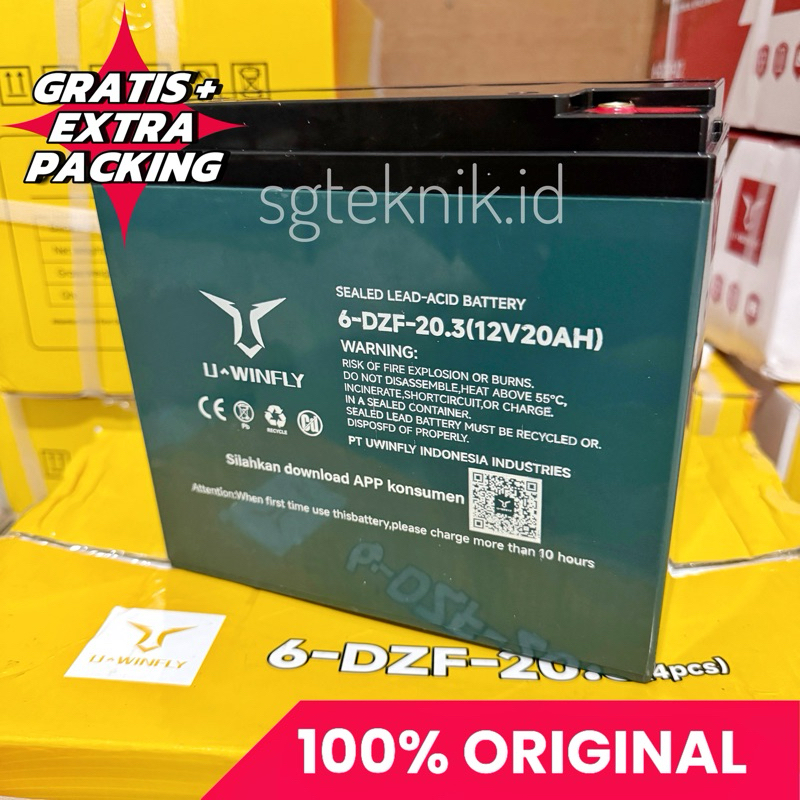 GRATIS +
EXTRA
PACKING
sgteknik.id
SEALED LEAD-ACID BATTERY
6-DZF-20.3(12V20AH)
WARNING:
RISK OF FIRE EXPLOSION OR BURNS.
DO NOT DISASSEMBLE,HEAT ABOVE 55°C,
INCINERATE,SHORTCIRCUIT,OR CHARGE.
IN A SEALED CONTAINER.
SEALED LEAD BATTERY MUST BE RECYCLED OR.
DISPOSFD OF PROPERLY.
PT UWINFLY INDONESIA INDUSTRIES
U-WINFLY
CE
Pb
RECYCLE
Cd
Silahkan download APP konsumen
Attention:When first time use thisbattery,please charge more than 10 hours
U-WINFLY
6-DZF-20.3(4pcs)
100% ORIGINAL